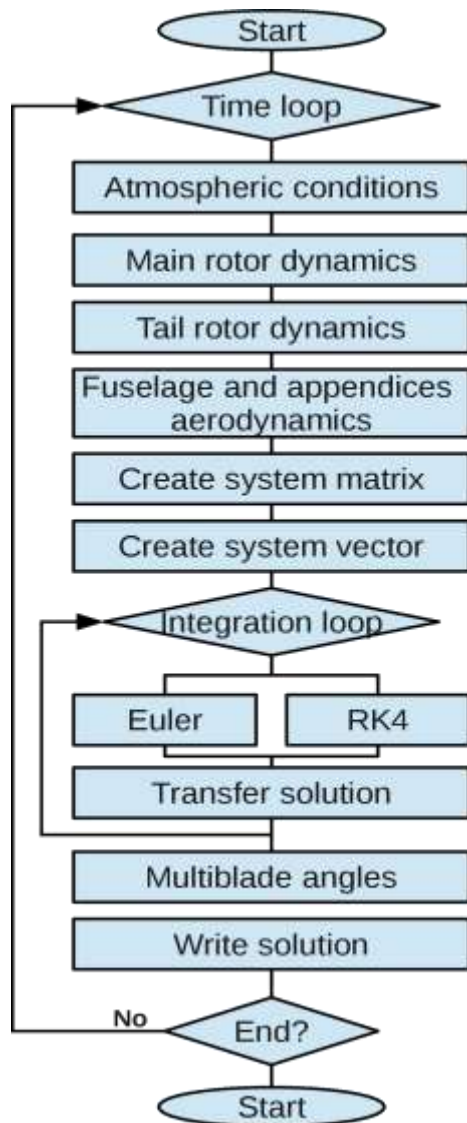 Start
Time loop
Atmospheric conditions
Main rotor dynamics
Tail rotor dynamics
Fuselage and appendices
aerodynamics
Create system matrix
Create system vector
Integration loop
Euler
RK4
Transfer solution
Multiblade angles
Write solution
No
End?
Start